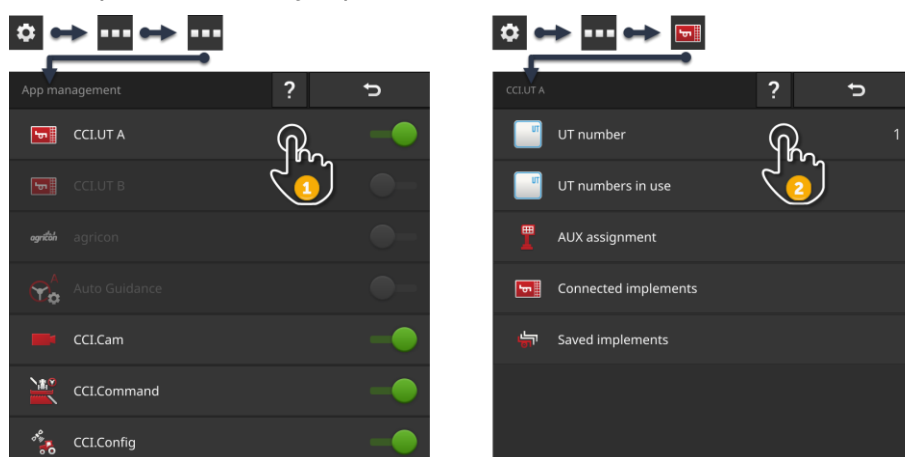 App management
?
CCI.UT A
1
CCI.UT B
agricon
agricon
Auto Guidance
CCI.Cam
CCI.Command
CCI.Config
CCI.UT A
?
UT
UT number
1
2
UT
UT numbers in use
AUX assignment
Connected implements
Saved implements